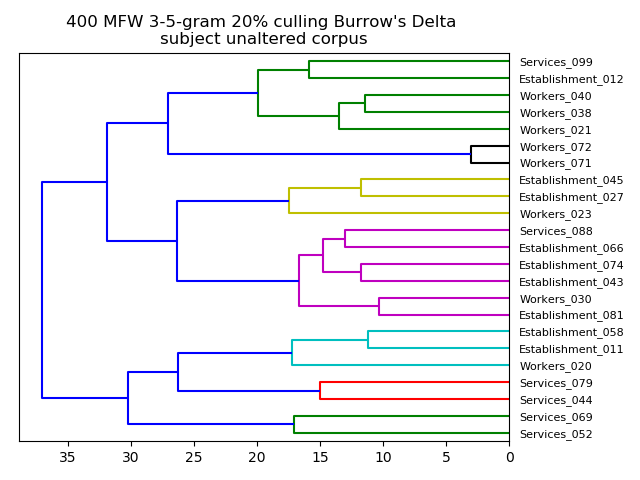 400 MFW 3-5-gram 20% culling Burrow's Delta
subject unaltered corpus
Services_099
Establishment_012
Workers_040
Workers_038
Workers_021
Workers_072
Workers_071
Establishment_045
Establishment_027
Workers_023
Services_088
Establishment_066
Establishment_074
Establishment_043
Workers_030
Establishment_081
Establishment_058
Establishment_011
Workers_020
Services_079
Services_044
Services_069
Services_052
35 30 25 20 15 10 5 0